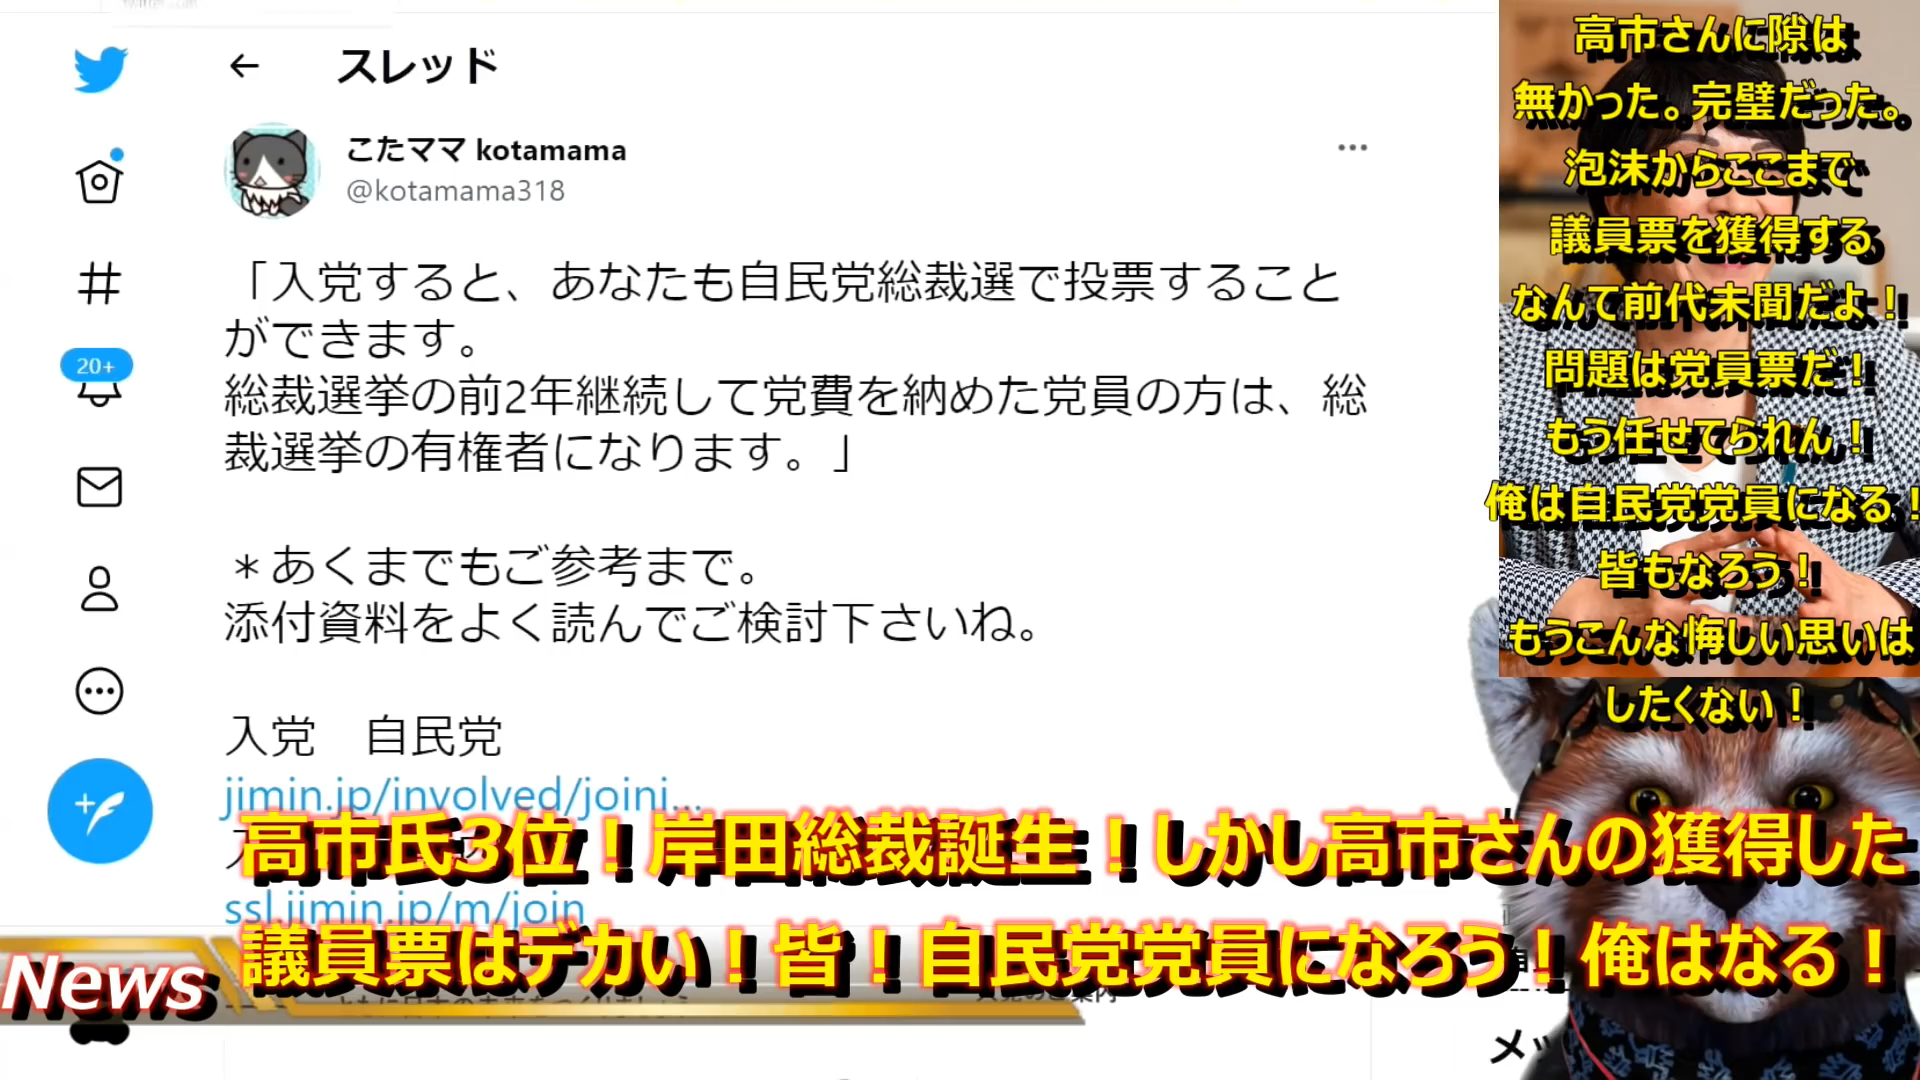 スレッド
こたママ kotamama
@kotamama318
「入党すると、あなたも自民党総裁選で投票すること
ができます。
総裁選挙の前2年継続して党費を納めた党員の方は、総
裁選挙の有権者になります。」
＊あくまでもご参考まで。
添付資料をよく読んでご検討下さいね。
入党　自民党
jimin.jp/involved/joini...
ssl.jimin.jp/m/join
20+
高市さんに隙は
無かった。完璧だった。
泡沫からここまで
議員票を獲得する
なんて前代未聞だよ！
問題は党員票だ！
もう任せてられん！
俺は自民党党員になる！
皆もなろう！
もうこんな悔しい思いは
したくない！
高市氏3位！岸田総裁誕生！しかし高市さんの獲得した
議員票はデカい！皆！自民党党員になろう！俺はなる！
News